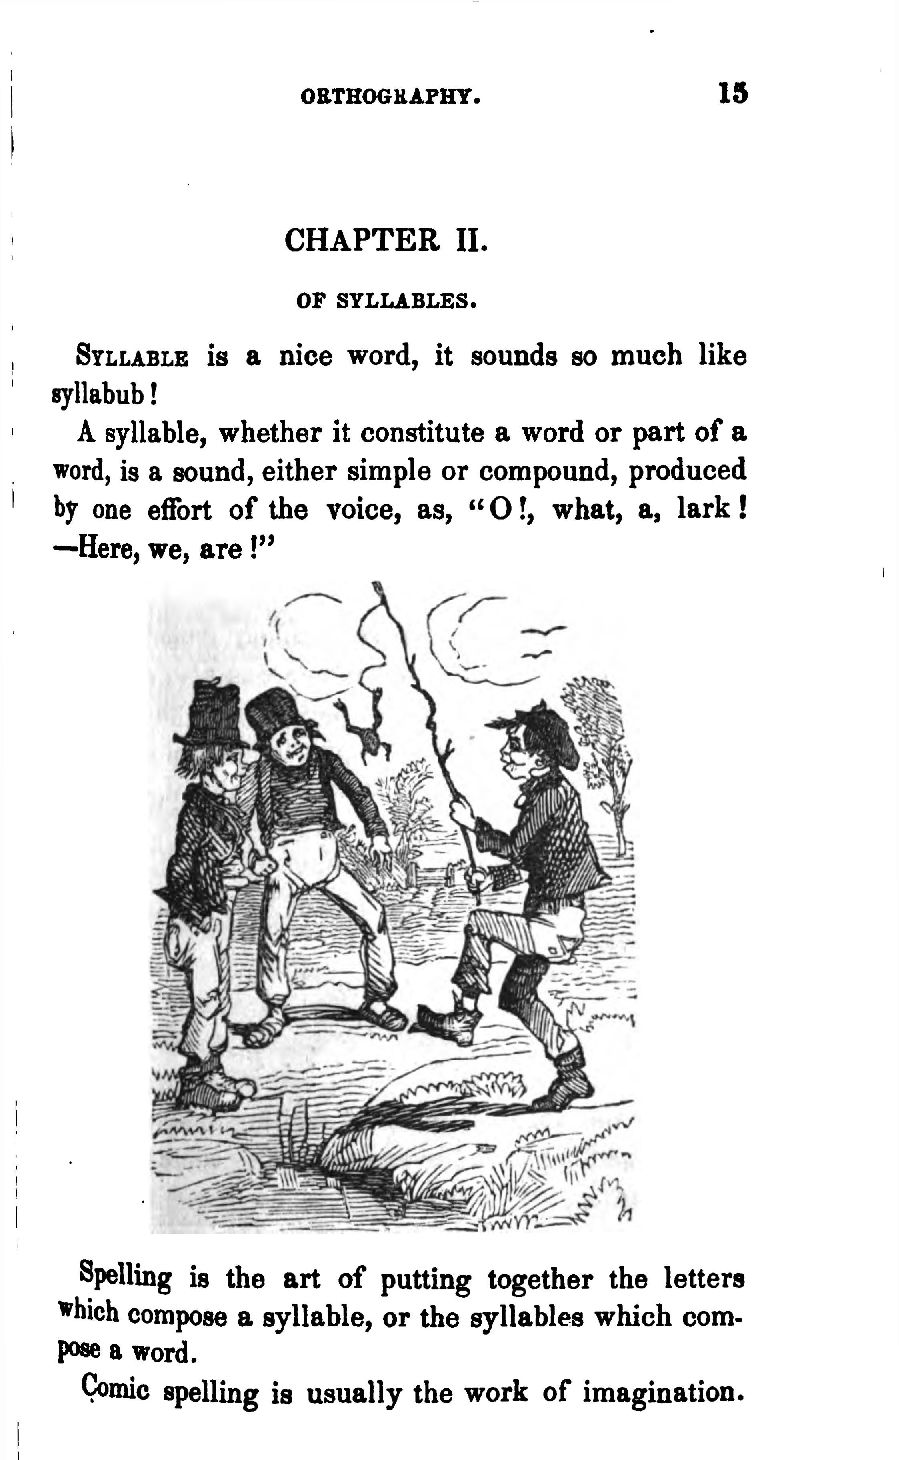 ORTHOGRAPHY. 15
CHAPTER II.
OF SYLLABLES.
SYLLABLE is a nice word, it sounds so much like
syllabub!
A syllable, whether it constitute a word or part of a
word, is a sound, either simple or compound, produced
by one effort of the voice, as, “O!, what, a, lark!
—Here, we, are!”
Spelling is the art of putting together the letters
which compose a syllable, or the syllables which com-
pose a word.
Comic spelling is usually the work of imagination.